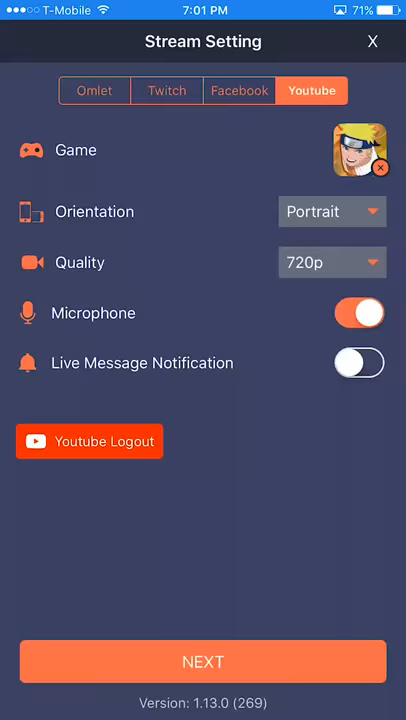 T-Mobile 7:01 PM 71%
Stream Setting X
Omlet Twitch Facebook Youtube
Game
Orientation Portrait
Quality 720p
Microphone
Live Message Notification
Youtube Logout
NEXT
Version: 1.13.0 (269)